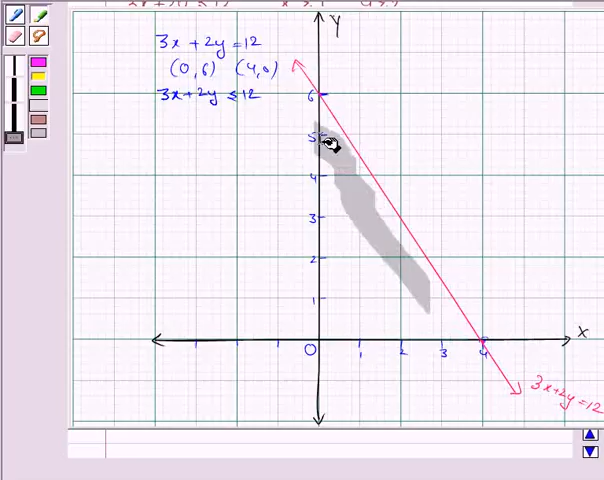 3x + 2y = 12
(0,6) (4,0)
3x + 2y ≤ 12
Y
6
5
4
3
2
1
O 1 2 3 4
X
3x+2y=12